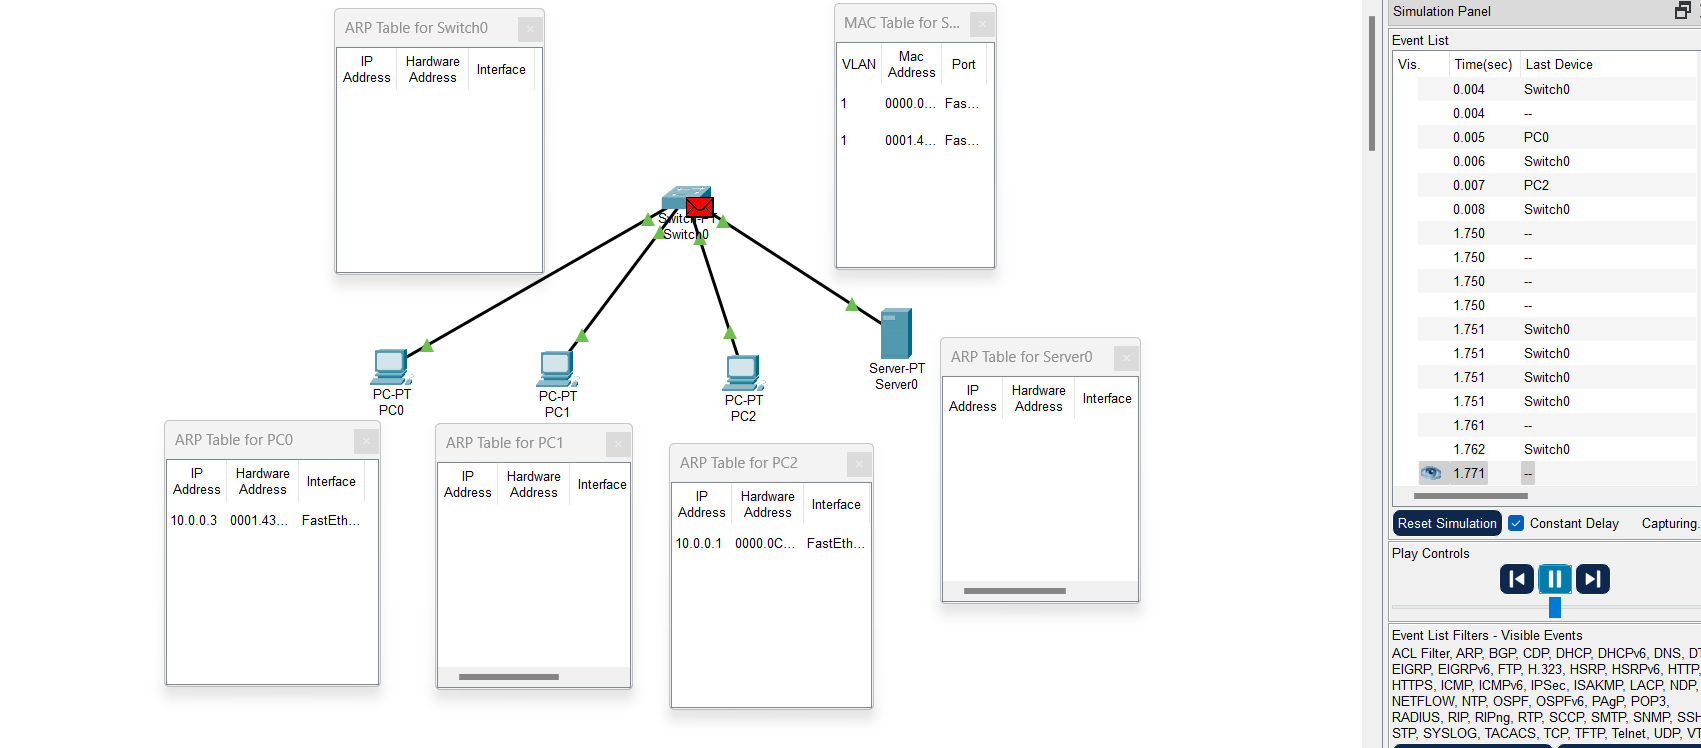 ARP Table for Switch0
IP Address
Hardware Address
Interface
MAC Table for S...
VLAN
Mac Address
Port
1 0000.0... Fas...
1 0001.4... Fas...
Switch-PT
Switch0
PC-PT
PC0
PC-PT
PC1
PC-PT
PC2
Server-PT
Server0
ARP Table for Server0
IP Address
Hardware Address
Interface
ARP Table for PC0
IP Address
Hardware Address
Interface
10.0.0.3 0001.43... FastEth...
ARP Table for PC1
IP Address
Hardware Address
Interface
ARP Table for PC2
IP Address
Hardware Address
Interface
10.0.0.1 0000.0C... FastEth...
Simulation Panel
Event List
Vis. Time(sec) Last Device
0.004 Switch0
0.004 --
0.005 PC0
0.006 Switch0
0.007 PC2
0.008 Switch0
1.750 --
1.750 --
1.750 --
1.750 --
1.751 Switch0
1.751 Switch0
1.751 Switch0
1.751 Switch0
1.761 --
1.762 Switch0
1.771 --
Reset Simulation Constant Delay Capturing.
Play Controls
Event List Filters - Visible Events
ACL Filter, ARP, BGP, CDP, DHCP, DHCPv6, DNS, DT
EIGRP, EIGRPv6, FTP, H.323, HSRP, HSRPv6, HTTP,
HTTPS, ICMP, ICMPv6, IPSec, ISAKMP, LACP, NDP,
NETFLOW, NTP, OSPF, OSPFv6, PAgP, POP3,
RADIUS, RIP, RIPng, RTP, SCCP, SMTP, SNMP, SSH
STP, SYSLOG, TACACS, TCP, TFTP, Telnet, UDP, VT